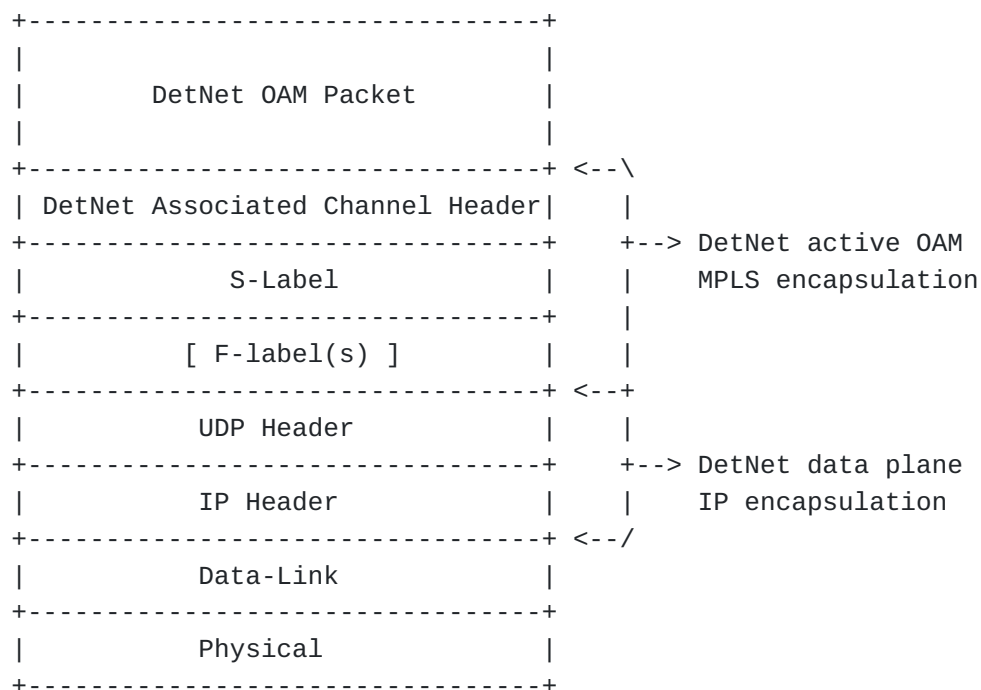 DetNet OAM Packet
<--\
DetNet Associated Channel Header
+--> DetNet active OAM
S-Label
MPLS encapsulation
[ F-label(s) ]
<--+
UDP Header
+--> DetNet data plane
IP Header
IP encapsulation
<--/
Data-Link
Physical